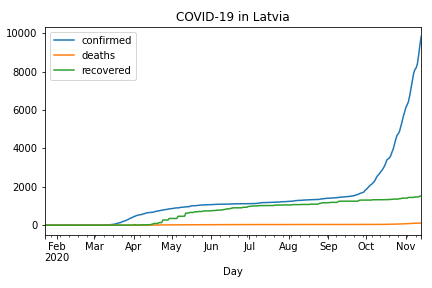 COVID-19 in Latvia
confirmed
deaths
recovered
10000
8000
6000
4000
2000
0
Feb Mar Apr May Jun Jul Aug Sep Oct Nov
2020
Day